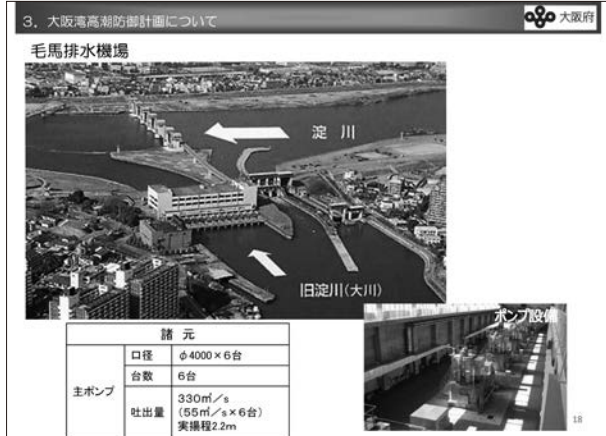 3. 大阪湾高潮防御計画について
大阪府
毛馬排水機場
淀川
旧淀川(大川)
ポンプ設備
諸元
主ポンプ
口径 φ4000×6台
台数 6台
吐出量 330㎥/s
(55㎥/s×6台)
実揚程2.2m
18